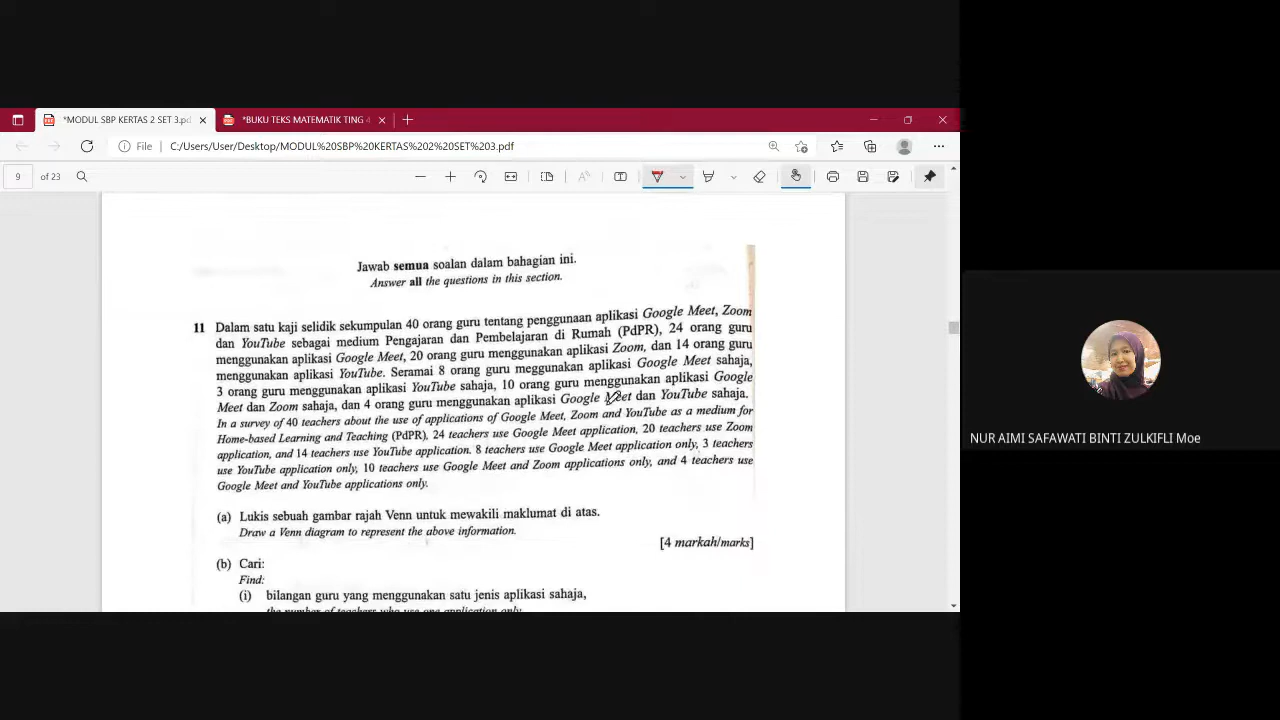 *MODUL SBP KERTAS 2 SET 3.pd
*BUKU TEKS MATEMATIK TING 4
File C:/Users/User/Desktop/MODUL%20SBP%20KERTAS%202%20SET%203.pdf
9 of 23
Jawab semua soalan dalam bahagian ini.
Answer all the questions in this section.
11 Dalam satu kaji selidik sekumpulan 40 orang guru tentang penggunaan aplikasi Google Meet, Zoom
dan YouTube sebagai medium Pengajaran dan Pembelajaran di Rumah (PdPR), 24 orang guru
menggunakan aplikasi Google Meet, 20 orang guru menggunakan aplikasi Zoom, dan 14 orang guru
menggunakan aplikasi YouTube. Seramai 8 orang guru meggunakan aplikasi Google Meet sahaja,
3 orang guru menggunakan aplikasi YouTube sahaja, 10 orang guru menggunakan aplikasi Google
Meet dan Zoom sahaja, dan 4 orang guru menggunakan aplikasi Google Meet dan YouTube sahaja.
In a survey of 40 teachers about the use of applications of Google Meet, Zoom and YouTube as a medium for
Home-based Learning and Teaching (PdPR), 24 teachers use Google Meet application, 20 teachers use Zoom
application, and 14 teachers use YouTube application. 8 teachers use Google Meet application only, 3 teachers
use YouTube application only, 10 teachers use Google Meet and Zoom applications only, and 4 teachers use
Google Meet and YouTube applications only.
(a) Lukis sebuah gambar rajah Venn untuk mewakili maklumat di atas.
Draw a Venn diagram to represent the above information.
[4 markah/marks]
(b) Cari:
Find:
(i) bilangan guru yang menggunakan satu jenis aplikasi sahaja,
the number of teachers who use one application only.
NUR AIMI SAFAWATI BINTI ZULKIFLI Moe